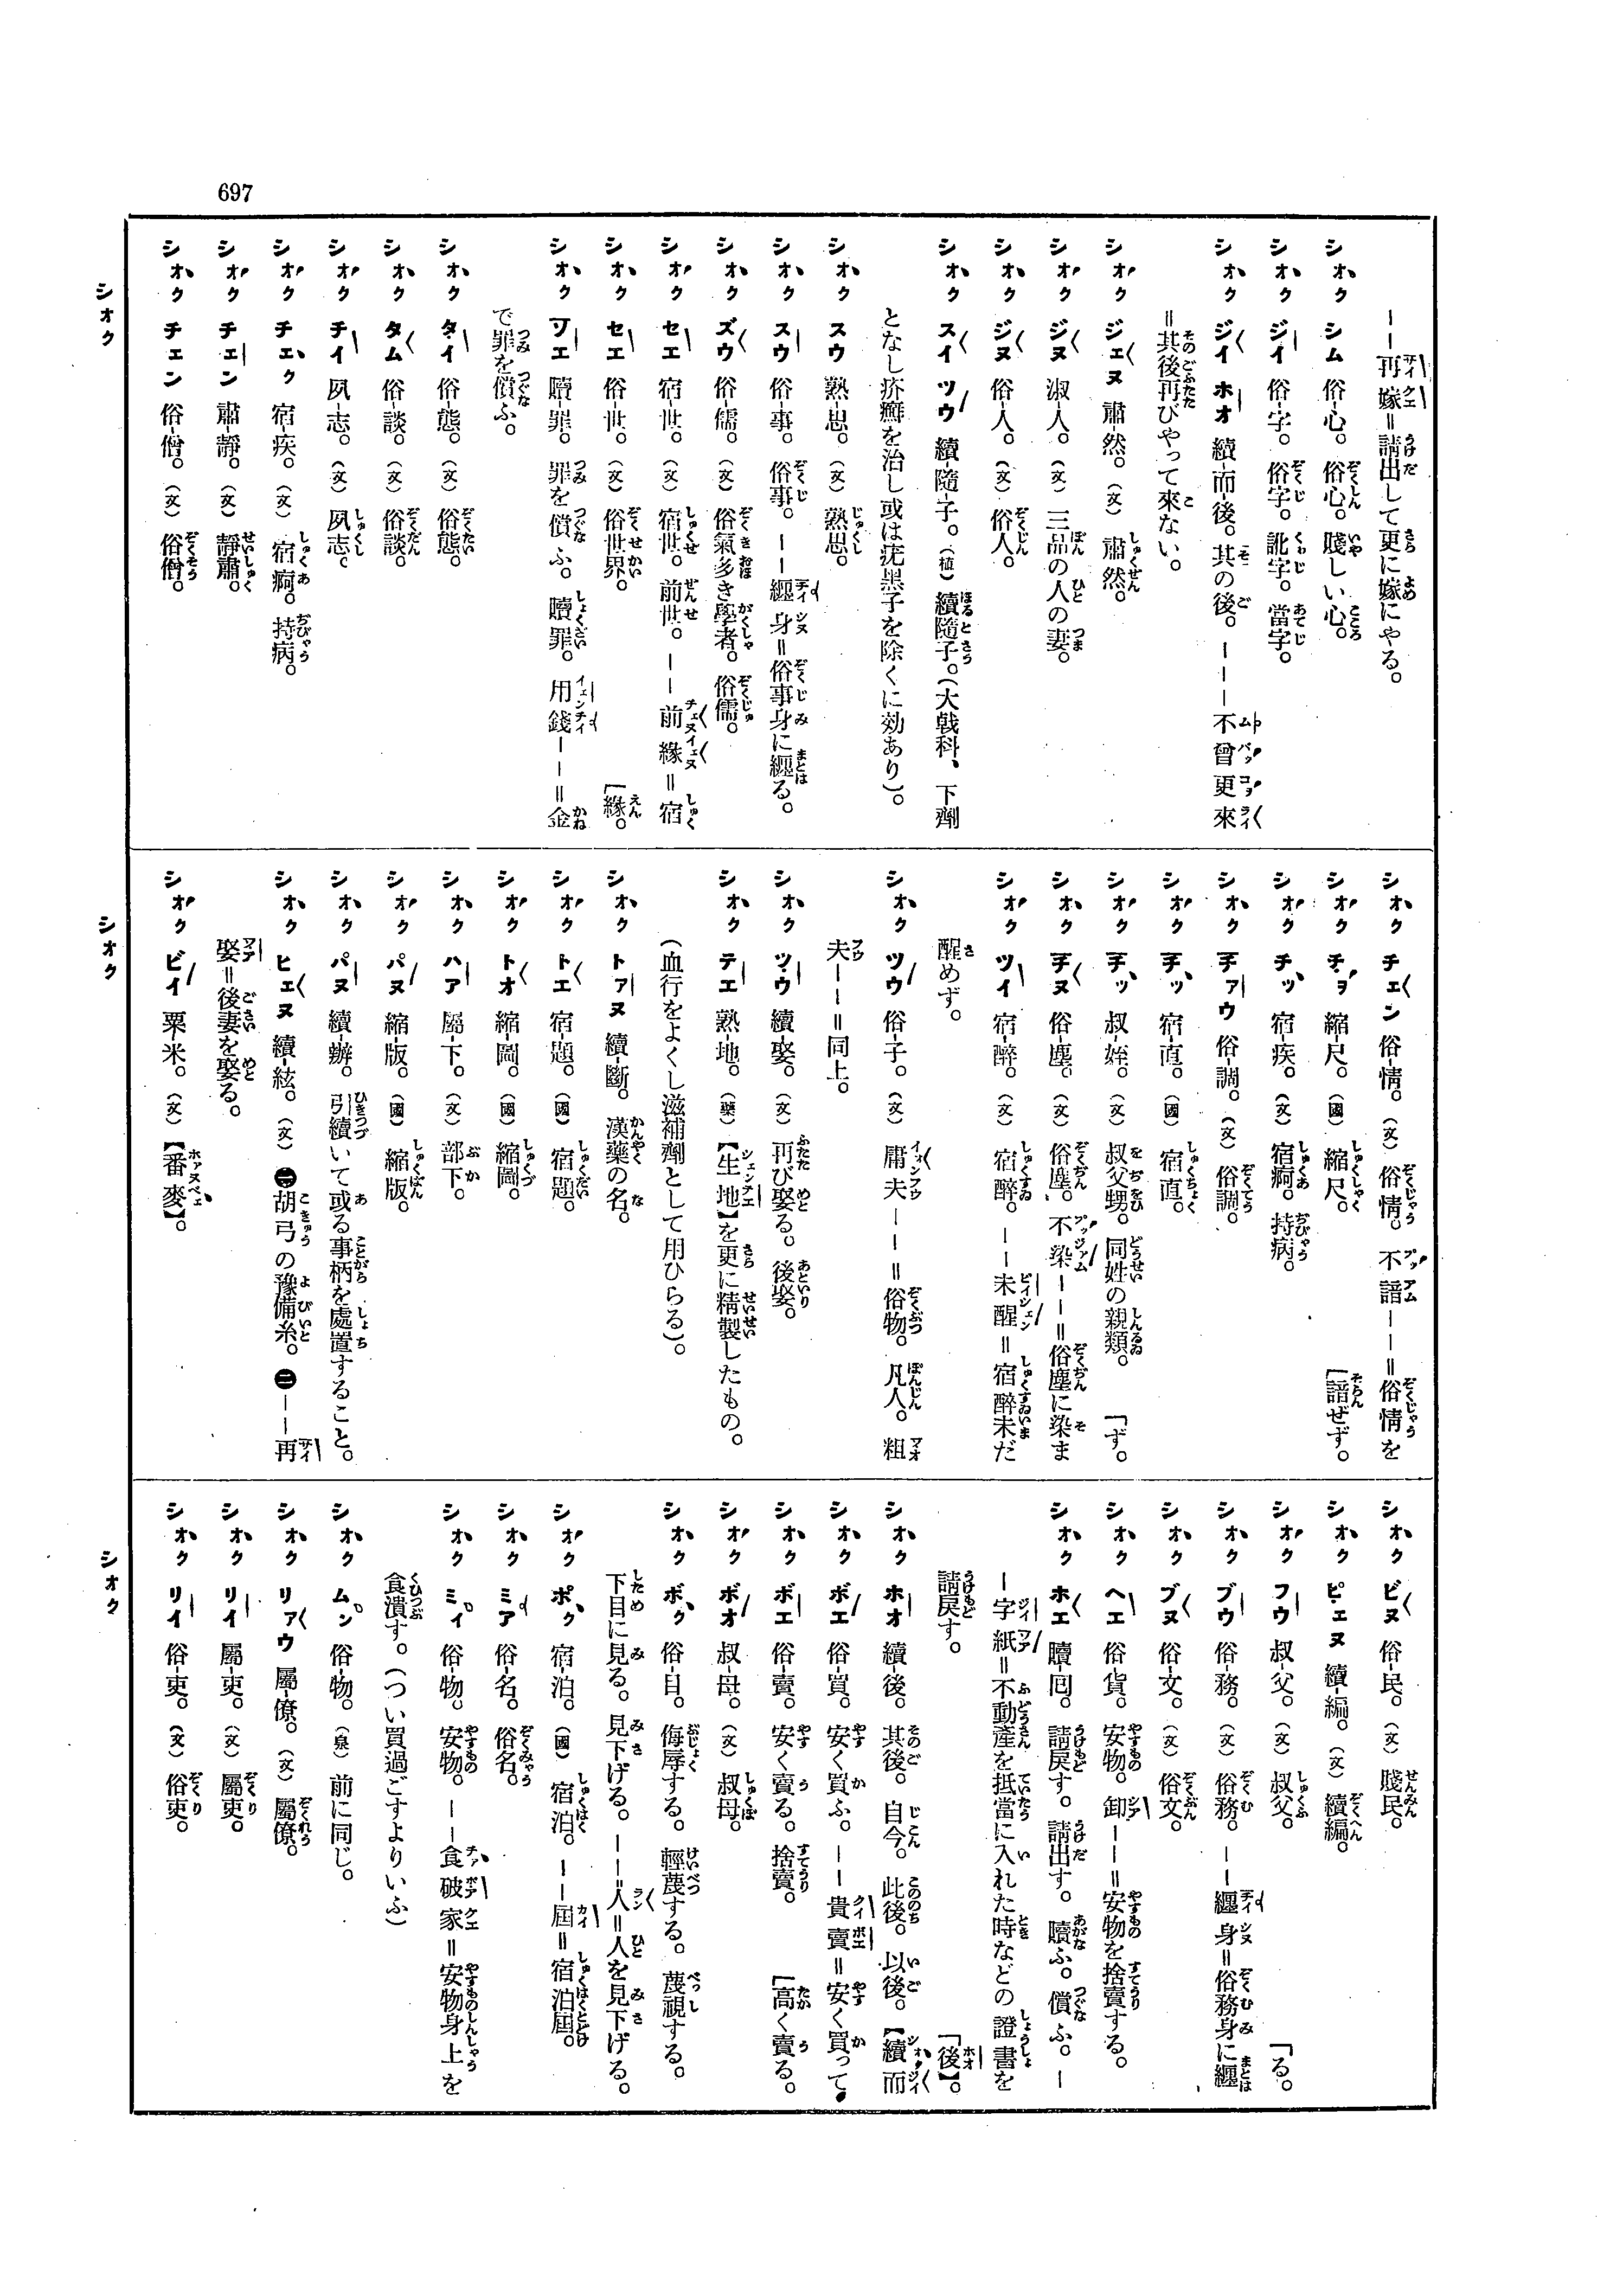 697
シオク
――再嫁=請出して更に嫁にやる。
シオク シム 俗-心。俗心。賤しい心。
シオク ジイ 俗-字。俗字。訛字。當字。
シオク ジイ ホオ 續-而-後。其の後。―――不曾更來
=其後再びやって來ない。
シオク ジェヌ 肅-然。(文)肅然。
シオク ジヌ 淑-人。(文)三品の人の妻。
シオク ジヌ 俗-人。(文)俗人。
シオク スイ ツウ 續-隨-子。(植)續隨子。(大戟科、下劑
となし疥癬を治し或は疣黑子を除くに効あり)。
シオク スウ 熟-思。(文)熟思。
シオク スウ 俗-事。俗事。――纒身=俗事身に纒る。
シオク ズウ 俗-儒。(文)俗氣多き學者。俗儒。
シオク セエ 宿-世。宿世。前世。――前緣=宿
シオク セエ 俗-世。(文)俗世界。 [緣。
シオク ソエ 贖-罪。罪を償ふ。贖罪。用錢――=金
で罪を償ふ。
シオク タイ 俗-態。(文)俗態。
シオク タム 俗-談。(文)俗談。
シオク チイ 夙-志。(文)夙志。
シオク チェク 宿-疾。(文)宿痾。持病。
シオク チェン 肅-靜。(文)靜肅。
シオク チェン 俗-僧。(文)俗僧。
シオク
シオク チェン 俗-情。(文)俗情。不諳――=俗情を
シオク チョ 縮-尺。(國)縮尺。 [諳ぜず。
シオク チッ 宿-疾。(文)宿痾。持病。
シオク チァウ 俗-調。(文)俗調。
シオク チッ 宿-直。(國)宿直。
シオク チッ 叔-姪。(文)叔父甥。同姓の親類。 「ず。
シオク チヌ 俗-塵。(文)俗塵。不染――=俗塵に染ま
シオク ツイ 宿-醉。(文)宿醉。――未醒=宿醉未だ
醒めず。
シオク ツウ 俗-子。(文)庸夫――=俗物。凡人。粗
夫――=同上。
シオク ツウ 續-娶。(文)再び娶る。後娶。
シオク テエ 熟-地。(藥)【生地】を更に精製したもの。
(血行をよくし滋補劑として用ひらる)。
シオク トァヌ 續-斷。漢藥の名。
シオク トエ 宿-題。(國)宿題。
シオク トオ 縮-圖。(國)縮圖。
シオク ハア 屬-下。(文)部下。
シオク パヌ 縮-版。(國)縮版。
シオク パヌ 續-辦。引續いて或る事柄を處置すること。
シオク ヒェヌ 續-絃。(文)㊀胡弓の豫備糸。㊁――再
娶=後妻を娶る。
シオク ビイ 粟-米。(文)【番麥】。
シオク
シオク ビヌ 俗-民。(文)賤民。
シオク ピェヌ 續-編。(文)續編。
シオク フウ 叔-父。(文)叔父。 「る。
シオク ブウ 俗-務。(文)俗務。――纒身=俗務身に纒
シオク ブヌ 俗-文。(文)俗文。
シオク ヘエ 俗-貨。安物。卸――=安物を捨賣する。
シオク ホエ 贖-囘。請戾す。請出す。贖ふ。償ふ。―
―字紙=不動產を抵當に入れた時などの證書を
請戾す。 「後】。
シオク ホオ 續-後。其後。自今。此後。以後。【續而
シオク ボエ 俗-買。安く買ふ。――貴賣=安く買って
シオク ボエ 俗-賣。安く賣る。捨賣。 [高く賣る。
シオク ボオ 叔-母。(文)叔母。
シオク ボク 俗-目。侮辱する。輕蔑する。蔑視する。
下目に見る。見下げる。――人=人を見下げる。
シオク ポク 宿-泊。(國)宿泊。――屆=宿泊屆。
シオク ミア 俗-名。俗名。
シオク ミィ 俗-物。安物。――食破家=安物身上を
食潰す。(つい買過ごすよりいふ)
シオク ムン 俗-物。(泉)前に同じ。
シオク リァウ 屬-僚。(文)屬僚。
シオク リイ 屬-吏。(文)屬吏。
シオク リイ 俗-吏。(文)俗吏。
シオク